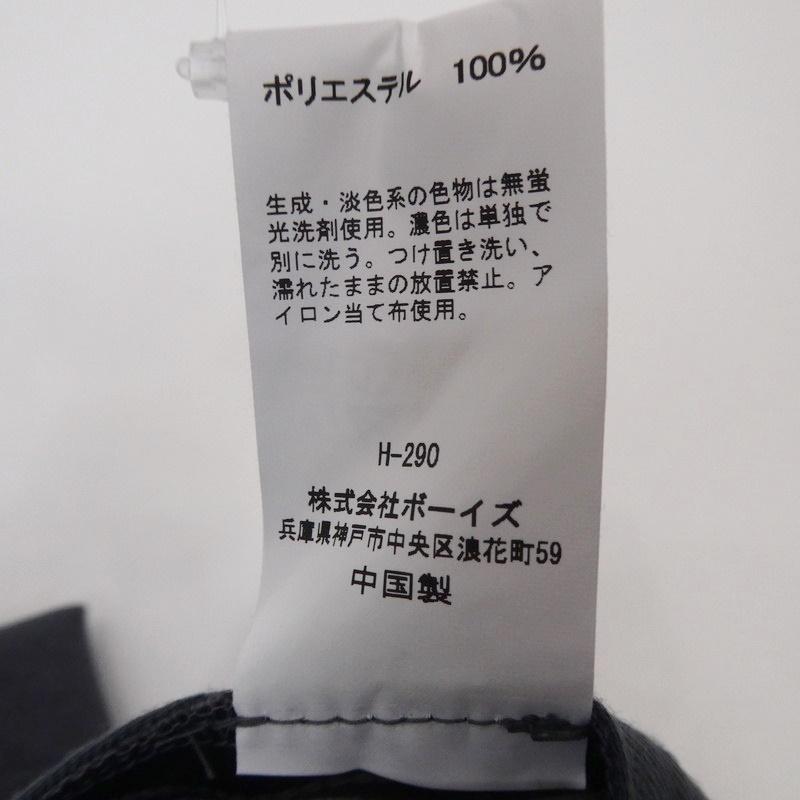 ポリエステル 100%
生成・淡色系の色物は無蛍
光洗剤使用。濃色は単独で
別に洗う。つけ置き洗い、
濡れたままの放置禁止。ア
イロン当て布使用。
H-290
株式会社ボーイズ
兵庫県神戸市中央区浪花町59
中国製